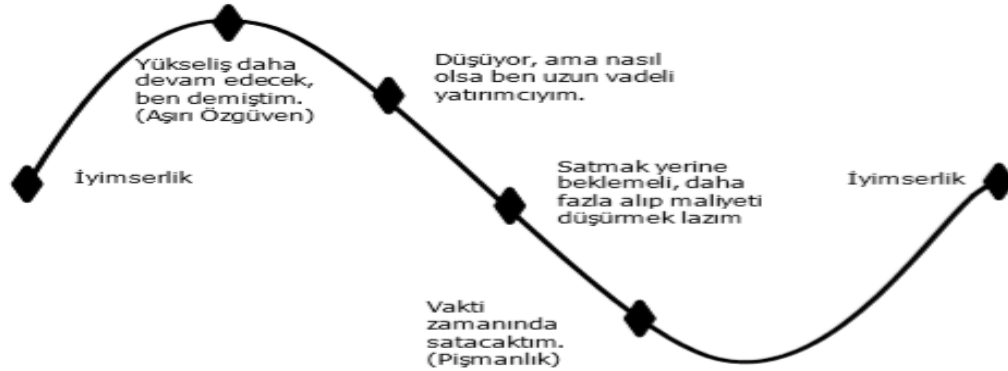 Yükseliş daha
devam edecek,
ben demiştim.
(Aşırı Özgüven)
Düşüyor, ama nasıl
olsa ben uzun vadeli
yatırımcıyım.
İyimserlik
Satmak yerine
beklemeli, daha
fazla alıp maliyeti
düşürmek lazım
İyimserlik
Vakti
zamanında
satacaktım.
(Pişmanlık)